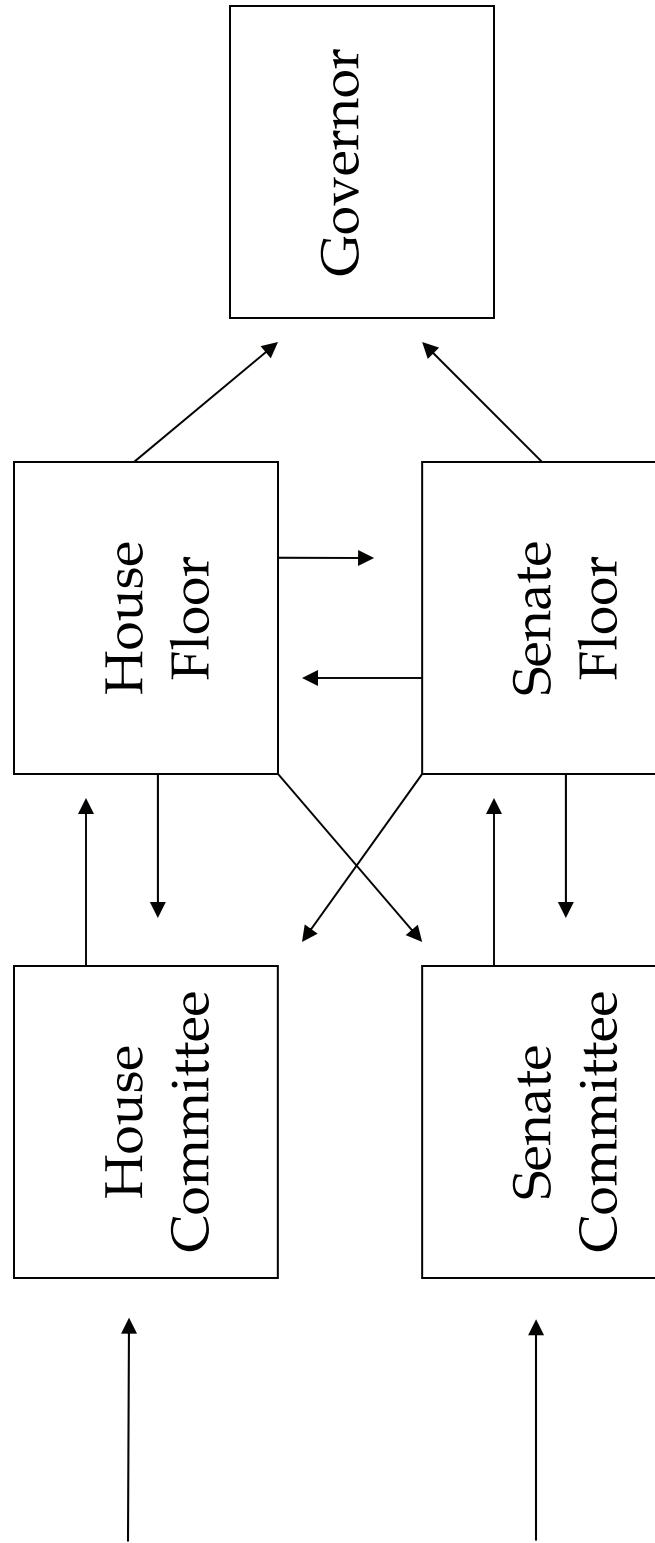 Governor
House
Floor
Senate
Floor
House
Committee
Senate
Committee